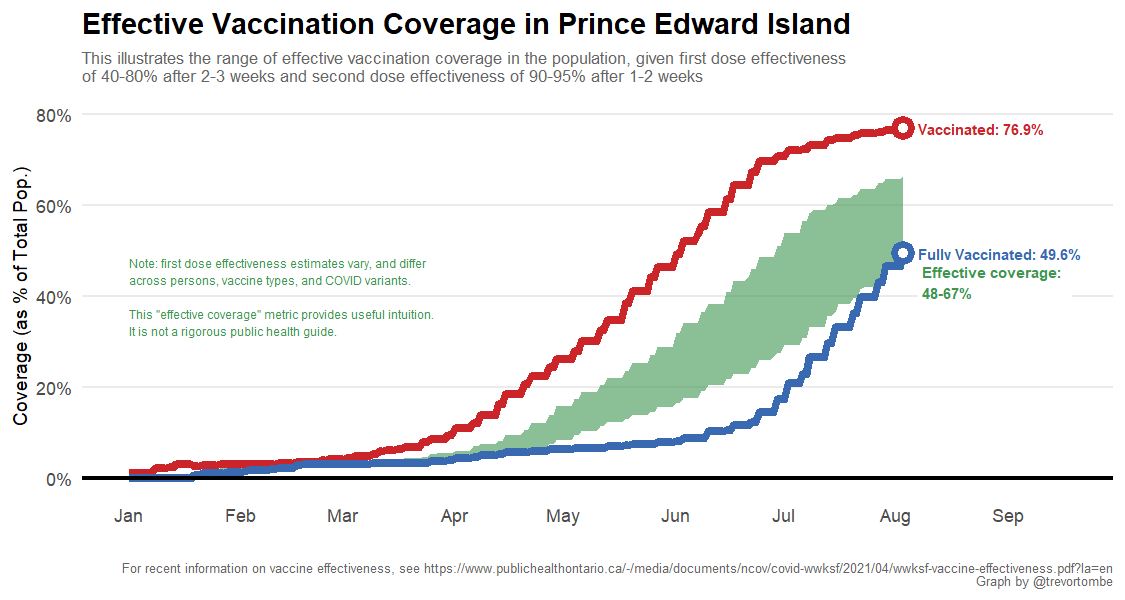 Effective Vaccination Coverage in Prince Edward Island
This illustrates the range of effective vaccination coverage in the population, given first dose effectiveness
of 40-80% after 2-3 weeks and second dose effectiveness of 90-95% after 1-2 weeks
Coverage (as % of Total Pop.)
80%
60%
40%
20%
0%
Vaccinated: 76.9%
Fully Vaccinated: 49.6%
Effective coverage:
48-67%
Note: first dose effectiveness estimates vary, and differ
across persons, vaccine types, and COVID variants.
This "effective coverage" metric provides useful intuition.
It is not a rigorous public health guide.
Jan Feb Mar Apr May Jun Jul Aug Sep
For recent information on vaccine effectiveness, see https://www.publichealthontario.ca/-/media/documents/ncov/covid-wwksf/2021/04/wwksf-vaccine-effectiveness.pdf?la=en
Graph by @trevortombe